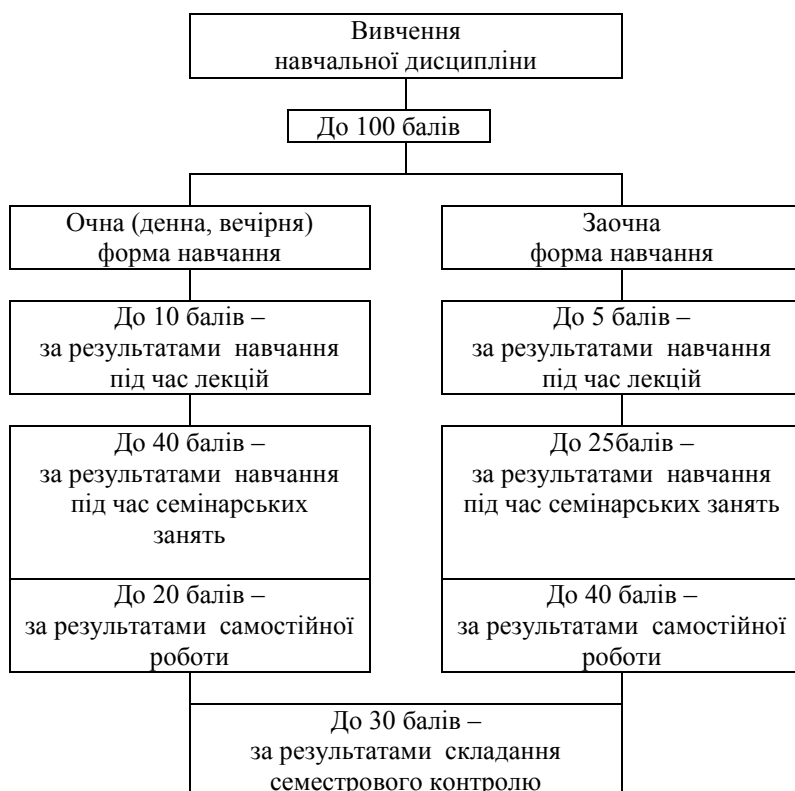 Вивчення
навчальної дисципліни
До 100 балів
Очна (денна, вечірня)
форма навчання
Заочна
форма навчання
До 10 балів –
за результатами навчання
під час лекцій
До 5 балів –
за результатами навчання
під час лекцій
До 40 балів –
за результатами навчання
під час семінарських
занять
До 25балів –
за результатами навчання
під час семінарських занять
До 20 балів –
за результатами самостійної
роботи
До 40 балів –
за результатами самостійної
роботи
До 30 балів –
за результатами складання
семестрового контролю